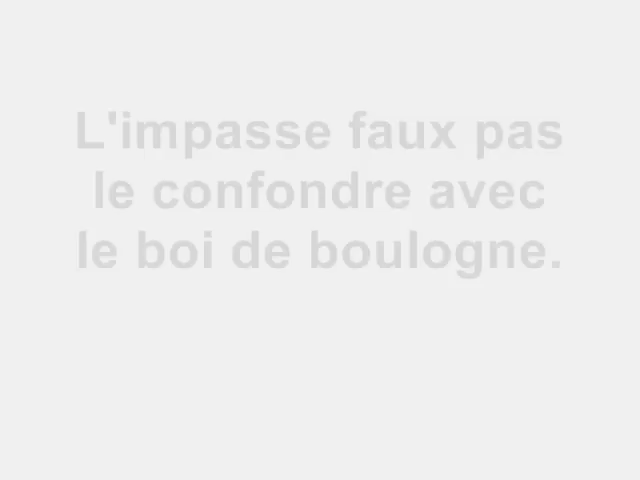 L'impasse faux pas
le confondre avec
le boi de boulogne.